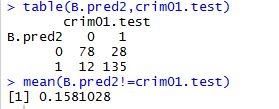 > table(B.pred2,crim01.test)
crim01.test
B.pred2 0 1
0 78 28
1 12 135
> mean(B.pred2!=crim01.test)
[1] 0.1581028